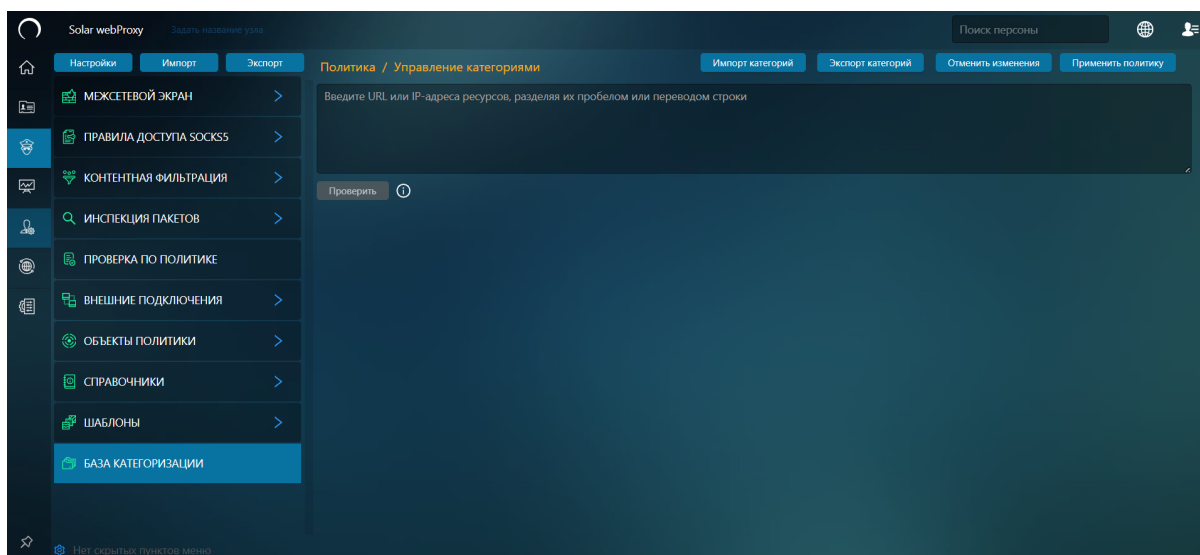 Solar webProxy Задать название узла Поиск персоны
Настройки Импорт Экспорт
Политика / Управление категориями
Импорт категорий Экспорт категорий Отменить изменения Применить политику
МЕЖСЕТЕВОЙ ЭКРАН
Введите URL или IP-адреса ресурсов, разделяя их пробелом или переводом строки
ПРАВИЛА ДОСТУПА SOCKS5
КОНТЕНТНАЯ ФИЛЬТРАЦИЯ
Проверить
ИНСПЕКЦИЯ ПАКЕТОВ
ПРОВЕРКА ПО ПОЛИТИКЕ
ВНЕШНИЕ ПОДКЛЮЧЕНИЯ
ОБЪЕКТЫ ПОЛИТИКИ
СПРАВОЧНИКИ
ШАБЛОНЫ
БАЗА КАТЕГОРИЗАЦИИ
Нет скрытых пунктов меню